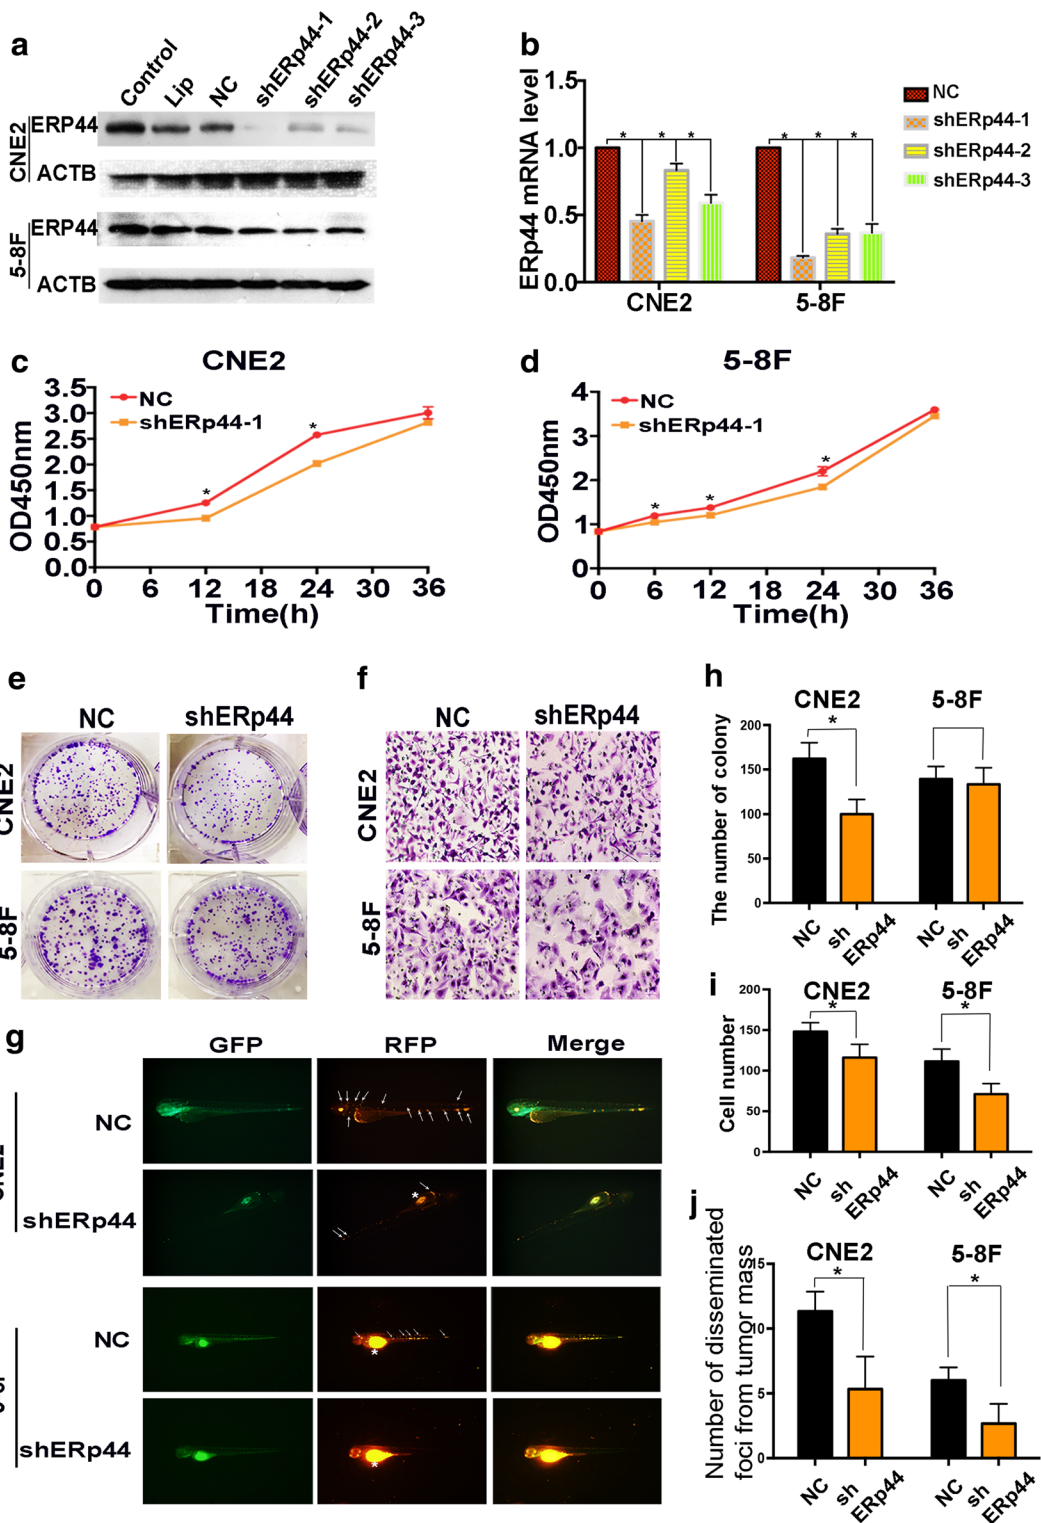 a
Control
Lip
NC
shERp44-1
shERp44-2
shERp44-3
CNE2
ERP44
ACTB
5-8F
ERP44
ACTB
b
ERp44 mRNA level
1.5
1.0
0.5
0.0
* * * * * *
CNE2
5-8F
NC
shERp44-1
shERp44-2
shERp44-3
c
CNE2
OD450nm
3.5
3.0
2.5
2.0
1.5
1.0
0.5
0.0
NC
shERp44-1
*
*
0 6 12 18 24 30 36
Time(h)
d
5-8F
OD450nm
4
3
2
1
0
NC
shERp44-1
* * *
0 6 12 18 24 30 36
Time(h)
e
NC
shERp44
CNE2
5-8F
f
NC
shERp44
CNE2
5-8F
h
CNE2
5-8F
The number of colony
200
150
100
50
0
*
NC
sh
ERp44
NC
sh
ERp44
i
CNE2
5-8F
Cell number
200
150
100
50
0
*
*
NC
sh
ERp44
NC
sh
ERp44
g
GFP
RFP
Merge
NC
shERp44
*
NC
*
shERp44
*
j
CNE2
5-8F
Number of disseminated
foci from tumor mass
15
10
5
0
*
*
NC
sh
ERp44
NC
sh
ERp44